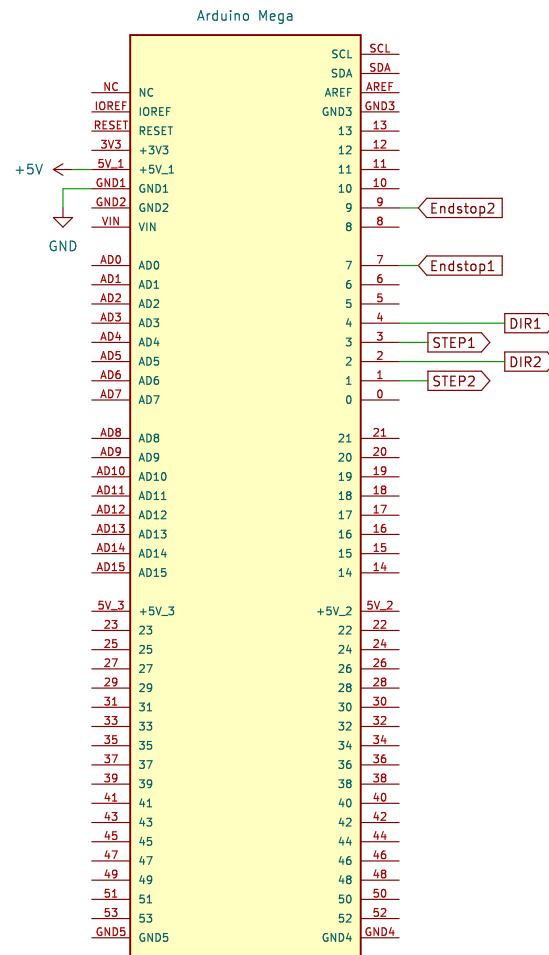 Arduino Mega
SCL SCL
SDA SDA
NC NC AREF AREF
IOREF IOREF GND3 GND3
RESET RESET 13 13
3V3 +3V3 12 12
+5V 5V_1 +5V_1 11 11
GND1 GND1 10 10
GND2 GND2 9 9 Endstop2
VIN VIN 8 8
GND
AD0 AD0 7 7 Endstop1
AD1 AD1 6 6
AD2 AD2 5 5
AD3 AD3 4 4 DIR1
AD4 AD4 3 3 STEP1
AD5 AD5 2 2 DIR2
AD6 AD6 1 1 STEP2
AD7 AD7 0 0
AD8 AD8 21 21
AD9 AD9 20 20
AD10 AD10 19 19
AD11 AD11 18 18
AD12 AD12 17 17
AD13 AD13 16 16
AD14 AD14 15 15
AD15 AD15 14 14
5V_3 +5V_3 +5V_2 5V_2
23 23 22 22
25 25 24 24
27 27 26 26
29 29 28 28
31 31 30 30
33 33 32 32
35 35 34 34
37 37 36 36
39 39 38 38
41 41 40 40
43 43 42 42
45 45 44 44
47 47 46 46
49 49 48 48
51 51 50 50
53 53 52 52
GND5 GND5 GND4 GND4